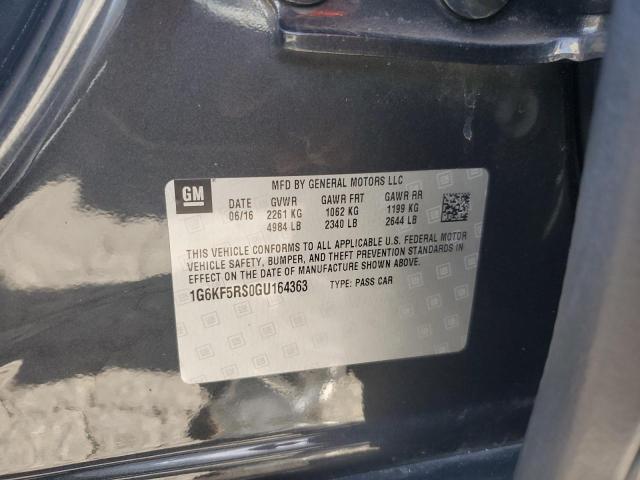 GM
MFD BY GENERAL MOTORS LLC
DATE GVWR GAWR FRT GAWR RR
06/16 2261 KG 1062 KG 1199 KG
4984 LB 2340 LB 2644 LB
THIS VEHICLE CONFORMS TO ALL APPLICABLE U.S. FEDERAL MOTOR
VEHICLE SAFETY, BUMPER, AND THEFT PREVENTION STANDARDS IN
EFFECT ON THE DATE OF MANUFACTURE SHOWN ABOVE.
1G6KF5RS0GU164363 TYPE: PASS CAR